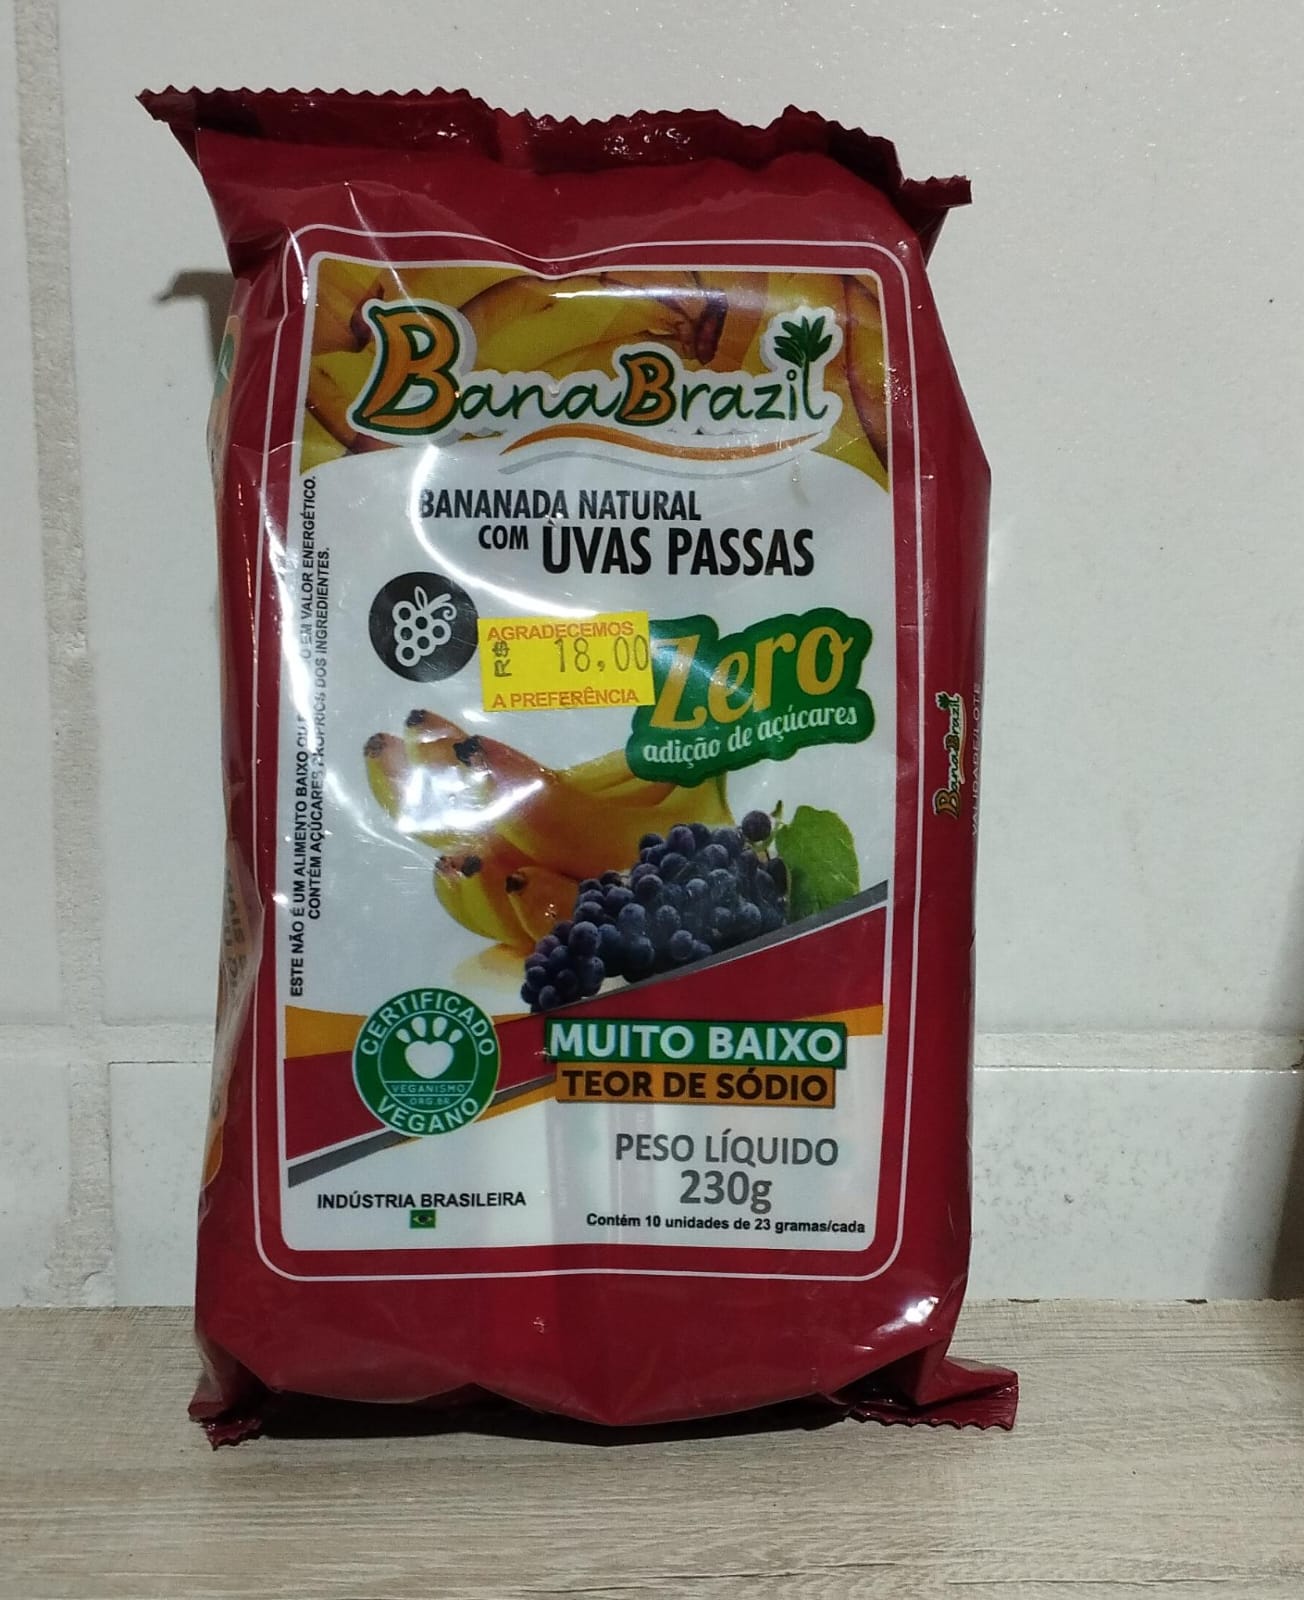 BanaBrazil
BANANADA NATURAL
COM UVAS PASSAS
AGRADECEMOS
R$ 18,00
A PREFERÊNCIA
Zero
adição de açúcares
ESTE NÃO É UM ALIMENTO BAIXO OU EM VALOR ENERGÉTICO.
CONTÉM AÇÚCARES PRÓPRIOS DOS INGREDIENTES.
BanaBrazil
VALIDADE/LOTE
CERTIFICADO
VEGANISMO
.ORG.BR
VEGANO
MUITO BAIXO
TEOR DE SÓDIO
PESO LÍQUIDO
230g
Contém 10 unidades de 23 gramas/cada
INDÚSTRIA BRASILEIRA